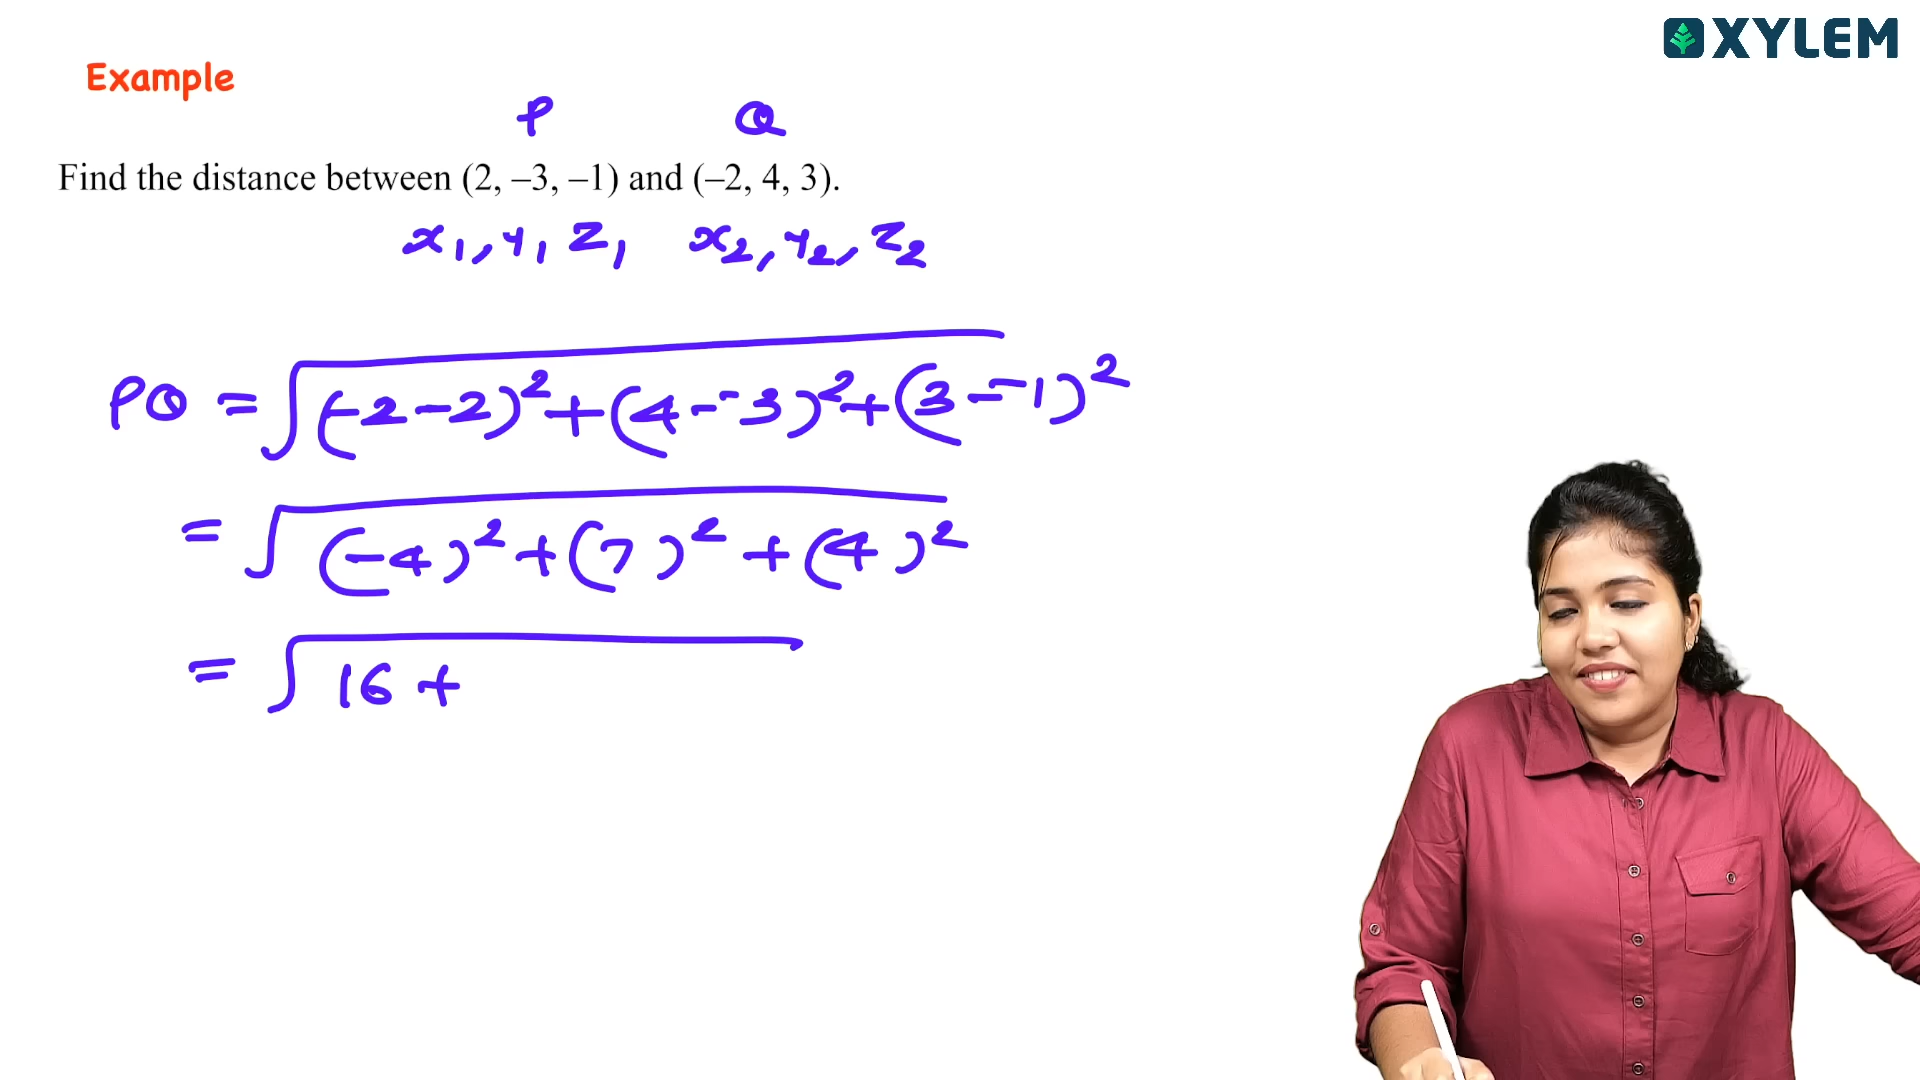 XYLEM
Example
P Q
Find the distance between (2, –3, –1) and (–2, 4, 3).
x1, y1 z1 x2, y2, z2
PQ = √(-2-2)²+(4--3)²+(3--1)²
= √(-4)²+(7)²+(4)²
= √16+